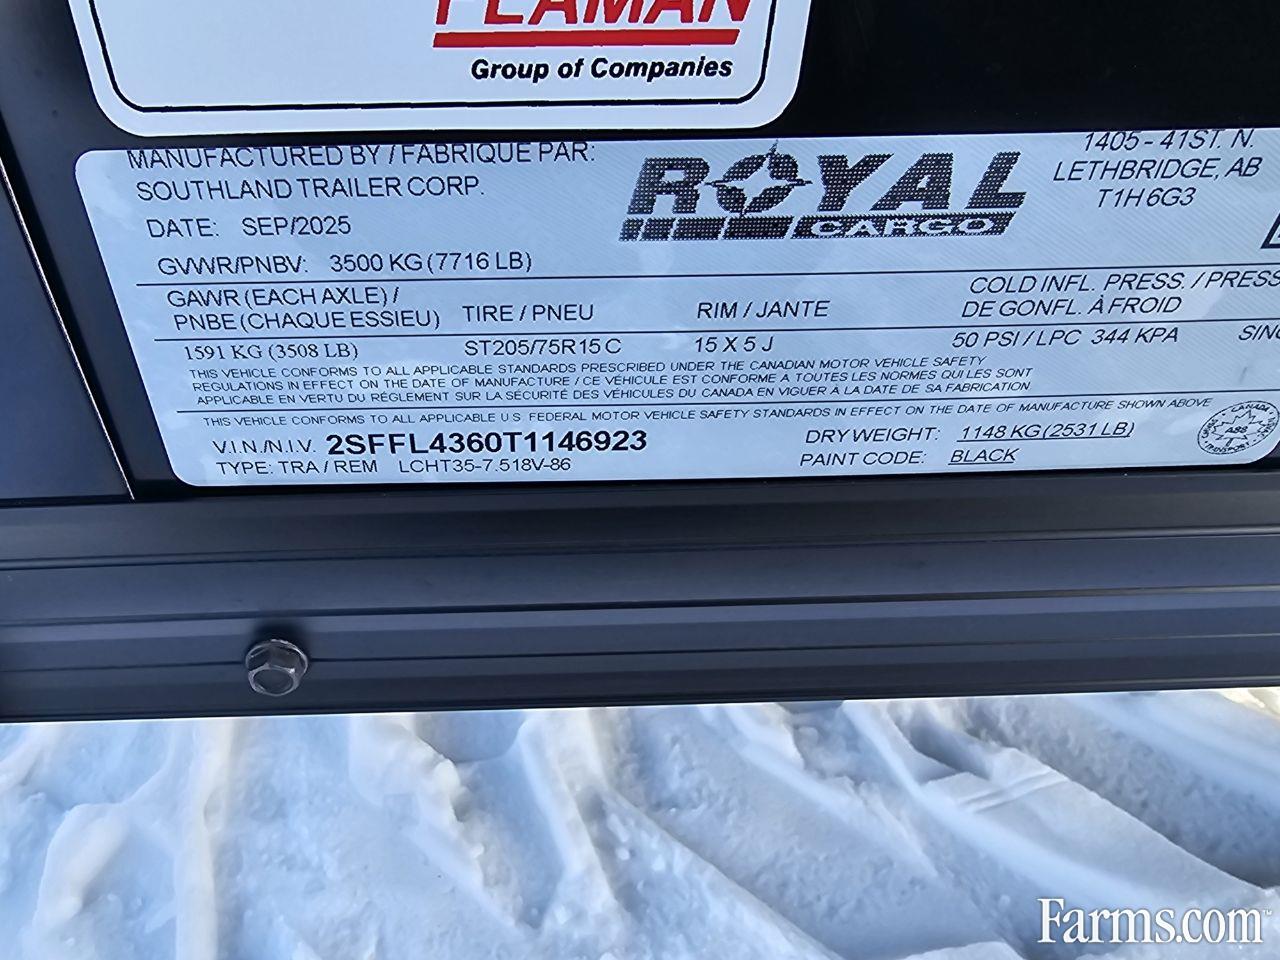 FLAMAN
Group of Companies
MANUFACTURED BY / FABRIQUE PAR:
SOUTHLAND TRAILER CORP.
ROYAL
CARGO
1405 - 41ST. N.
LETHBRIDGE, AB
T1H 6G3
DATE: SEP/2025
GVWR/PNBV: 3500 KG (7716 LB)
GAWR (EACH AXLE) /
PNBE (CHAQUE ESSIEU)
TIRE / PNEU
RIM / JANTE
COLD INFL. PRESS. / PRESS
DE GONFL. À FROID
1591 KG (3508 LB) ST205/75R15 C 15 X 5 J 50 PSI / LPC 344 KPA
THIS VEHICLE CONFORMS TO ALL APPLICABLE STANDARDS PRESCRIBED UNDER THE CANADIAN MOTOR VEHICLE SAFETY
REGULATIONS IN EFFECT ON THE DATE OF MANUFACTURE / CE VÉHICULE EST CONFORME À TOUTES LES NORMES QUI LES SONT
APPLICABLE EN VERTU DU RÉGLEMENT SUR LA SÉCURITÉ DES VÉHICULES DU CANADA EN VIGUER À LA DATE DE SA FABRICATION
THIS VEHICLE CONFORMS TO ALL APPLICABLE U.S. FEDERAL MOTOR VEHICLE SAFETY STANDARDS IN EFFECT ON THE DATE OF MANUFACTURE SHOWN ABOVE
V.I.N./N.I.V. 2SFFL4360T1146923
DRY WEIGHT: 1148 KG (2531 LB)
TYPE: TRA / REM LCHT35-7.518V-86
PAINT CODE: BLACK
Farms.com